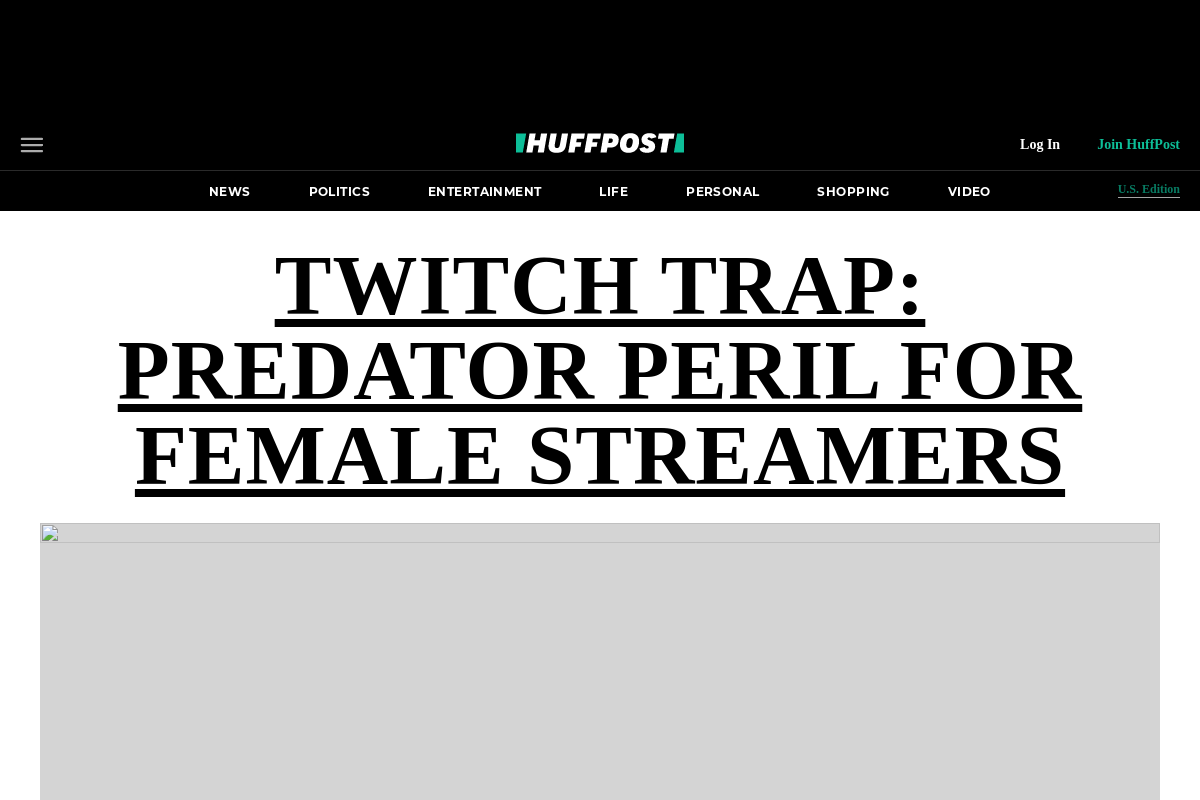 HUFFPOST
Log In
Join HuffPost
NEWS
POLITICS
ENTERTAINMENT
LIFE
PERSONAL
SHOPPING
VIDEO
U.S. Edition
TWITCH TRAP:
PREDATOR PERIL FOR
FEMALE STREAMERS